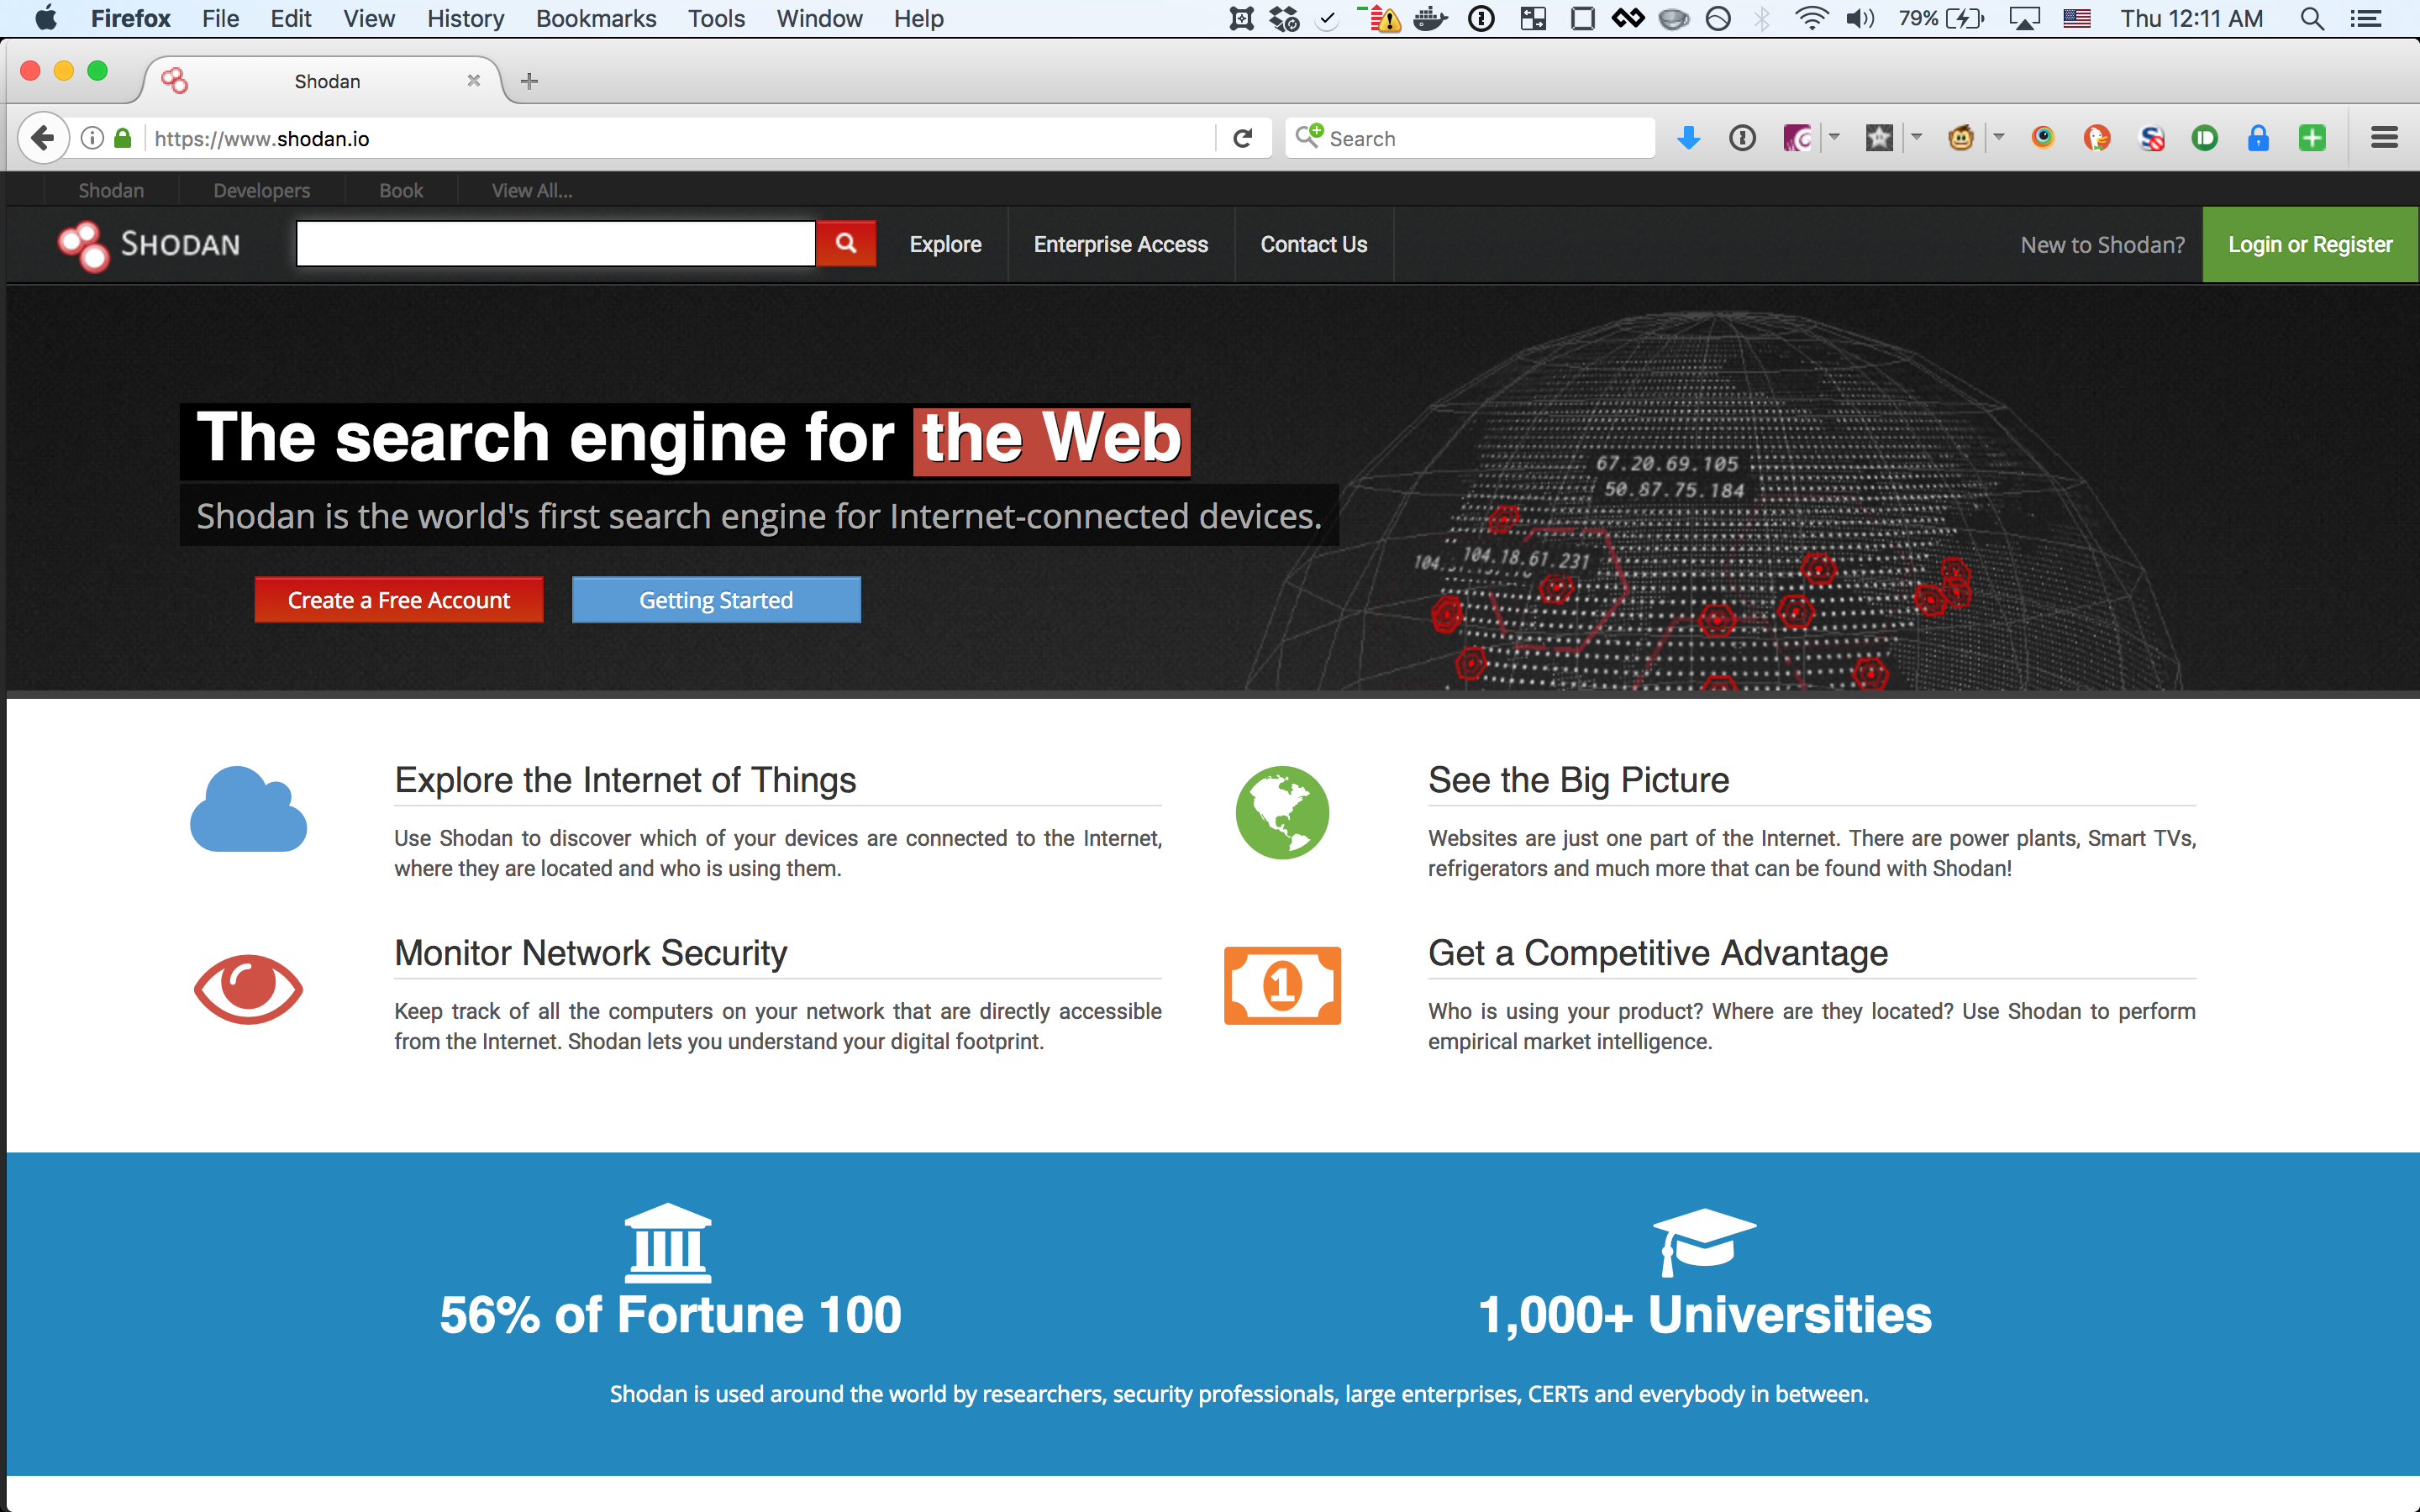 Firefox File Edit View History Bookmarks Tools Window Help 79% Thu 12:11 AM
Shodan
https://www.shodan.io Search
Shodan Developers Book View All...
SHODAN Explore Enterprise Access Contact Us New to Shodan? Login or Register
The search engine for the Web
Shodan is the world's first search engine for Internet-connected devices.
Create a Free Account Getting Started
67.20.69.105
50.87.75.184
104.18.61.231
Explore the Internet of Things
Use Shodan to discover which of your devices are connected to the Internet,
where they are located and who is using them.
See the Big Picture
Websites are just one part of the Internet. There are power plants, Smart TVs,
refrigerators and much more that can be found with Shodan!
Monitor Network Security
Keep track of all the computers on your network that are directly accessible
from the Internet. Shodan lets you understand your digital footprint.
1
Get a Competitive Advantage
Who is using your product? Where are they located? Use Shodan to perform
empirical market intelligence.
56% of Fortune 100
1,000+ Universities
Shodan is used around the world by researchers, security professionals, large enterprises, CERTs and everybody in between.